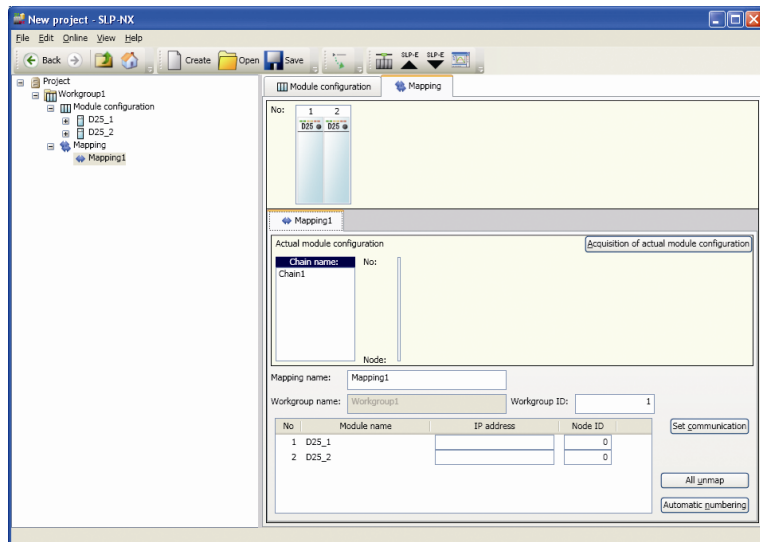 New project - SLP-NX
File Edit Online View Help
Back Create Open Save SLP-E SLP-E
Project
Workgroup1
Module configuration
D25_1
D25_2
Mapping
Mapping1
Module configuration Mapping
No: 1 2
D25 D25
Mapping1
Actual module configuration Acquisition of actual module configuration
Chain name: No:
Chain1
Node:
Mapping name: Mapping1
Workgroup name: Workgroup1 Workgroup ID: 1
No Module name IP address Node ID Set communication
1 D25_1 0
2 D25_2 0
All unmap
Automatic numbering